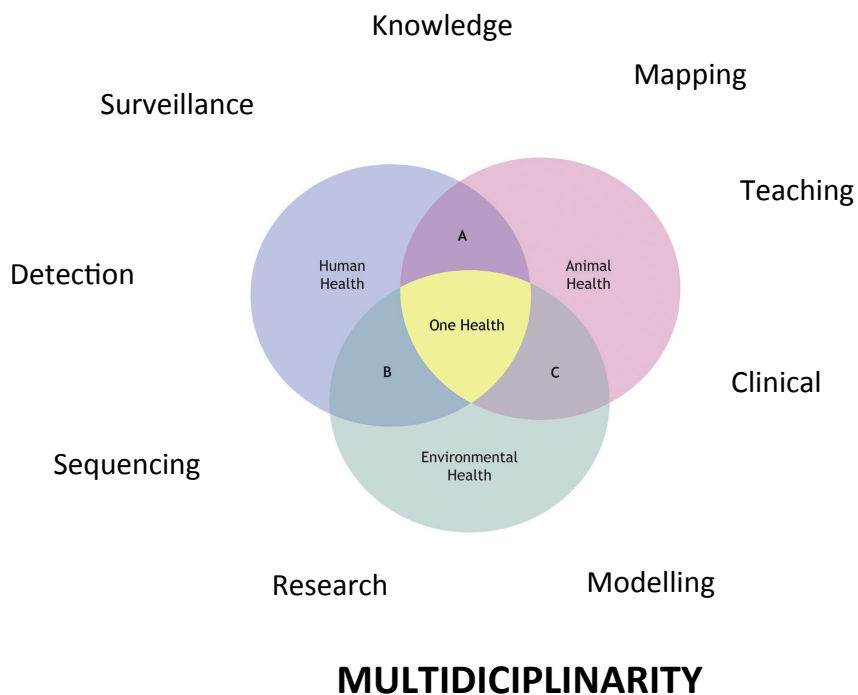 Knowledge
Mapping
Surveillance
Teaching
A
Human
Health
Animal
Health
Detection
One Health
B
C
Clinical
Environmental
Health
Sequencing
Research
Modelling
MULTIDICIPLINARITY